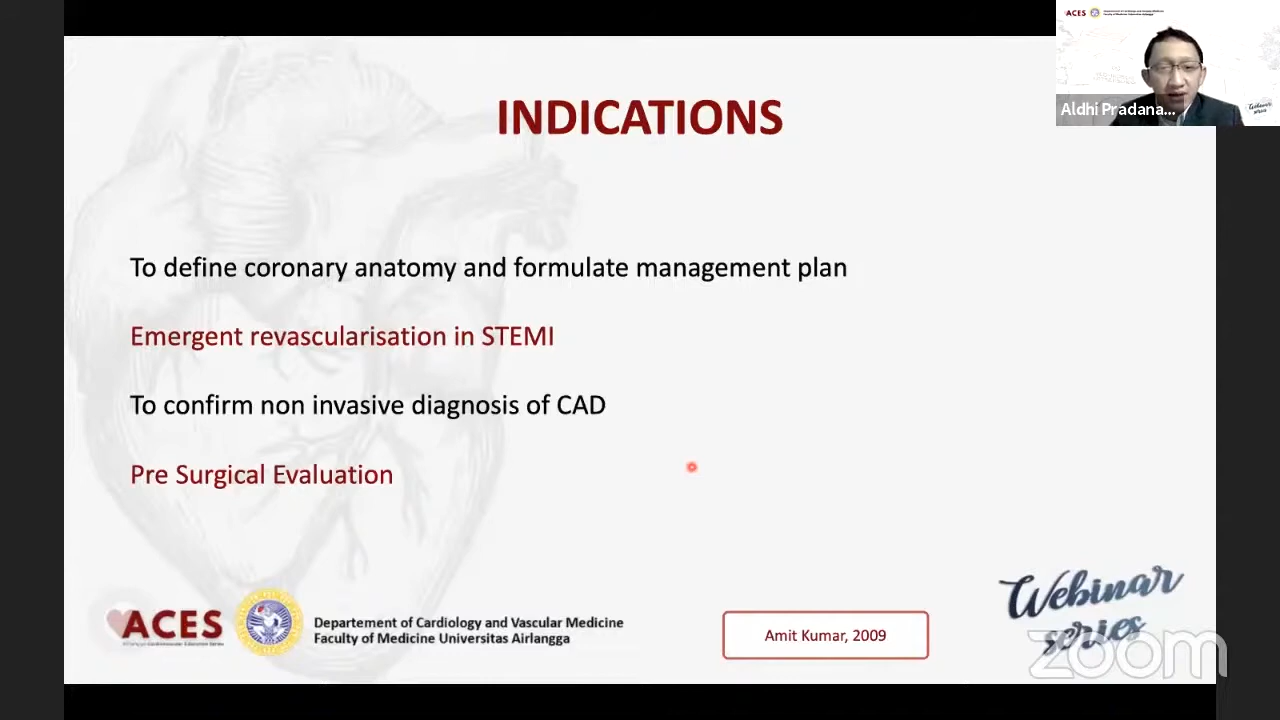 ACES
Aldhi Pradana...
Webinar
series
INDICATIONS
To define coronary anatomy and formulate management plan
Emergent revascularisation in STEMI
To confirm non invasive diagnosis of CAD
Pre Surgical Evaluation
ACES
Departement of Cardiology and Vascular Medicine
Faculty of Medicine Universitas Airlangga
Amit Kumar, 2009
Webinar
series
zoom